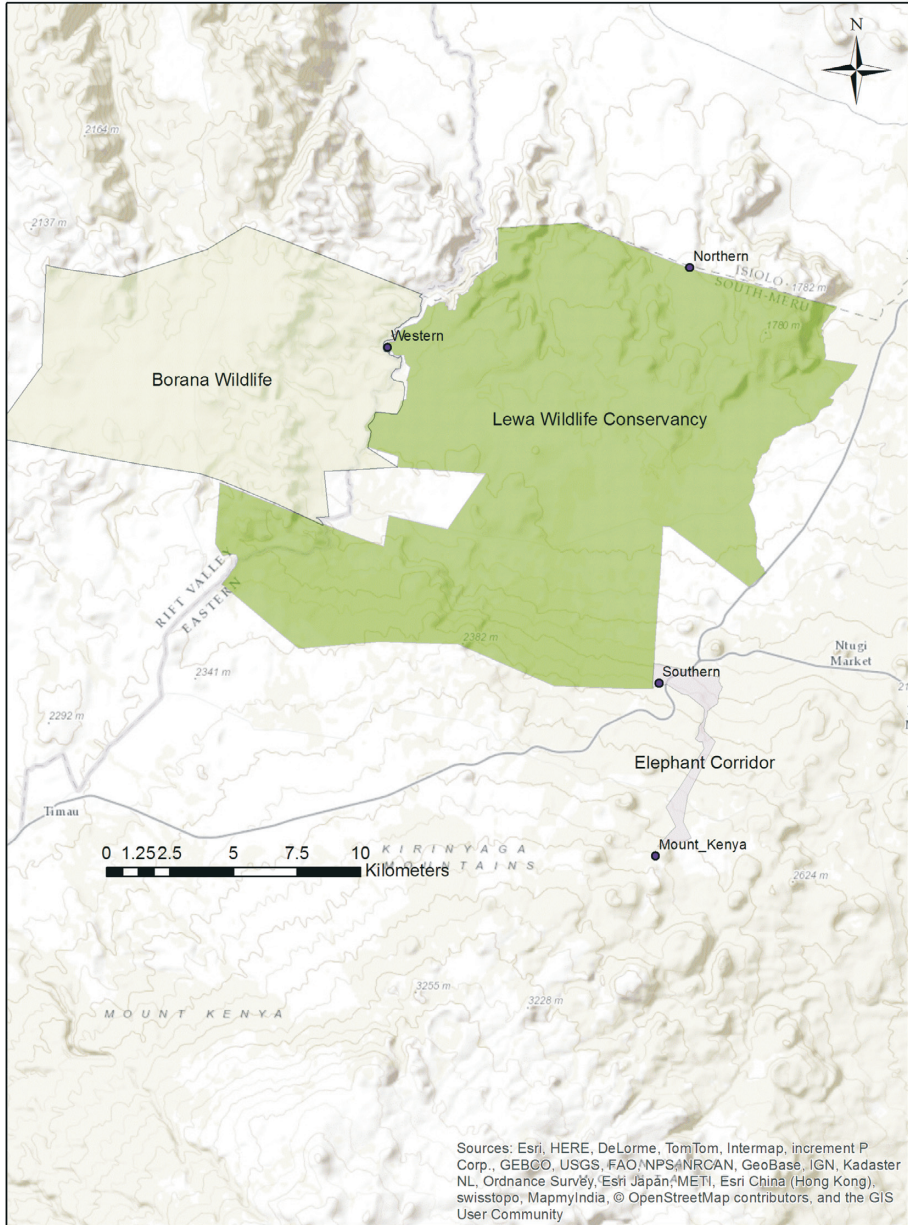 N
2164 m
2137 m
Northern
ISIOLO
1782 m
SOUTH-MERU
1780 m
Western
Borana Wildlife
Lewa Wildlife Conservancy
RIFT VALLEY
EASTERN
2382 m
Ntugi
Market
2341 m
Southern
2292 m
Elephant Corridor
Timau
KIRINYAGA
MOUNTAINS
Mount_Kenya
0 1.25 2.5 5 7.5 10
Kilometers
2624 m
3255 m
3228 m
MOUNT KENYA
Sources: Esri, HERE, DeLorme, TomTom, Intermap, increment P
Corp., GEBCO, USGS, FAO, NPS, NRCAN, GeoBase, IGN, Kadaster
NL, Ordnance Survey, Esri Japan, METI, Esri China (Hong Kong),
swisstopo, MapmyIndia, © OpenStreetMap contributors, and the GIS
User Community